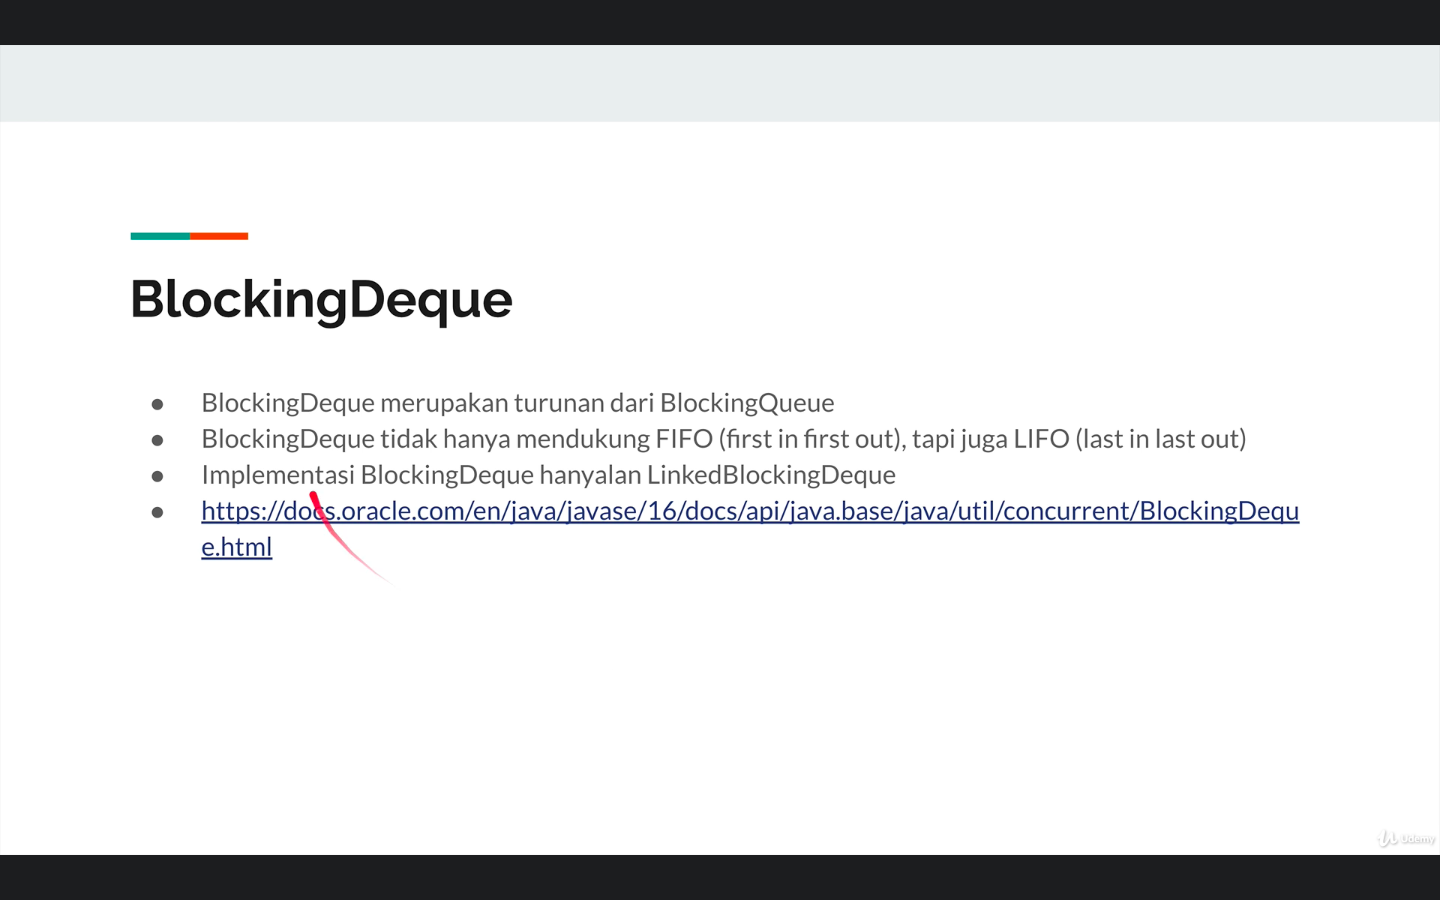 BlockingDeque
● BlockingDeque merupakan turunan dari BlockingQueue
● BlockingDeque tidak hanya mendukung FIFO (first in first out), tapi juga LIFO (last in last out)
● Implementasi BlockingDeque hanyalan LinkedBlockingDeque
● https://docs.oracle.com/en/java/javase/16/docs/api/java.base/java/util/concurrent/BlockingDequ
e.html
Udemy